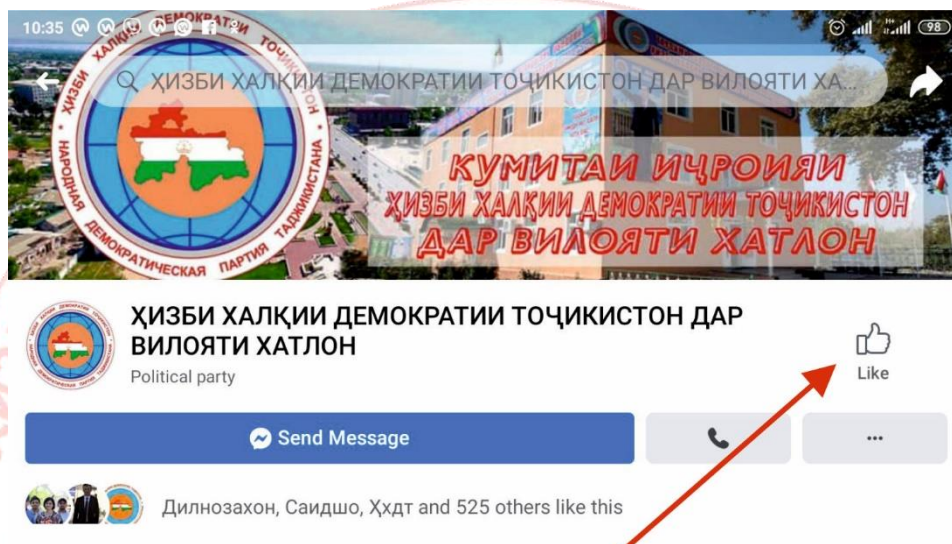 10:35
98
ҲИЗБИ ХАЛҚИИ ДЕМОКРАТИИ ТОҶИКИСТОН ДАР ВИЛОЯТИ ХА...
ҲИЗБИ ХАЛҚИИ ДЕМОКРАТИИ ТОҶИКИСТОН
НАРОДНАЯ ДЕМОКРАТИЧЕСКАЯ ПАРТИЯ ТАДЖИКИСТАНА
КУМИТАИ ИҶРОИЯИ
ҲИЗБИ ХАЛҚИИ ДЕМОКРАТИИ ТОҶИКИСТОН
ДАР ВИЛОЯТИ ХАТЛОН
ҲИЗБИ ХАЛҚИИ ДЕМОКРАТИИ ТОҶИКИСТОН ДАР
ВИЛОЯТИ ХАТЛОН
Political party
Like
Send Message
Дилнозахон, Саидшо, Ҳхдт and 525 others like this